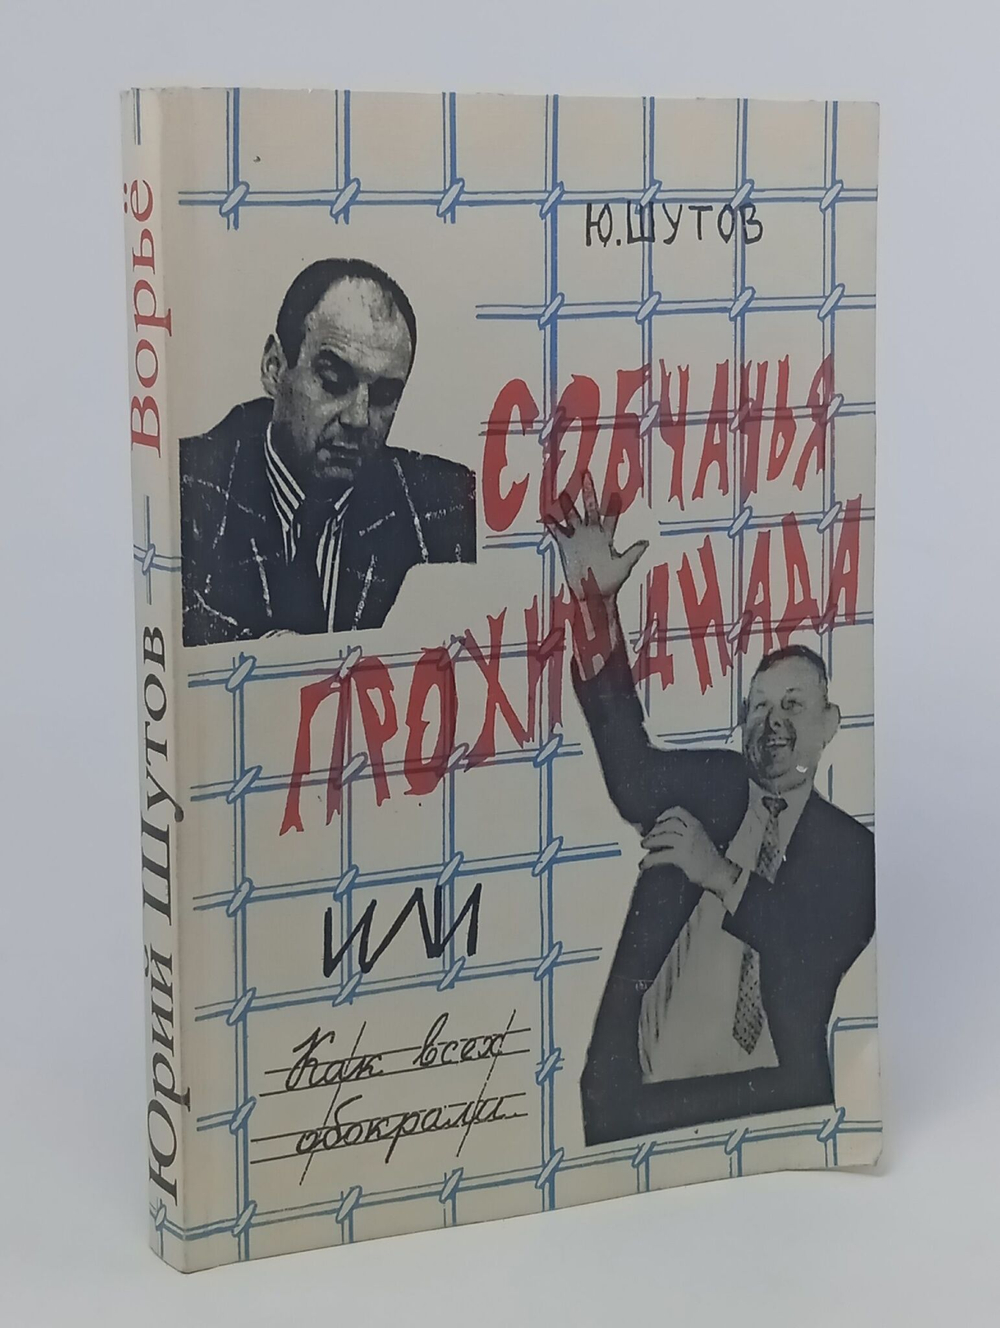 Ю.ШУТОВ
СОБЧАНЬЯ
ПРОХИНДИАДА
ИЛИ
Как всех
обокрали
Юрий Шутов — Ворьё